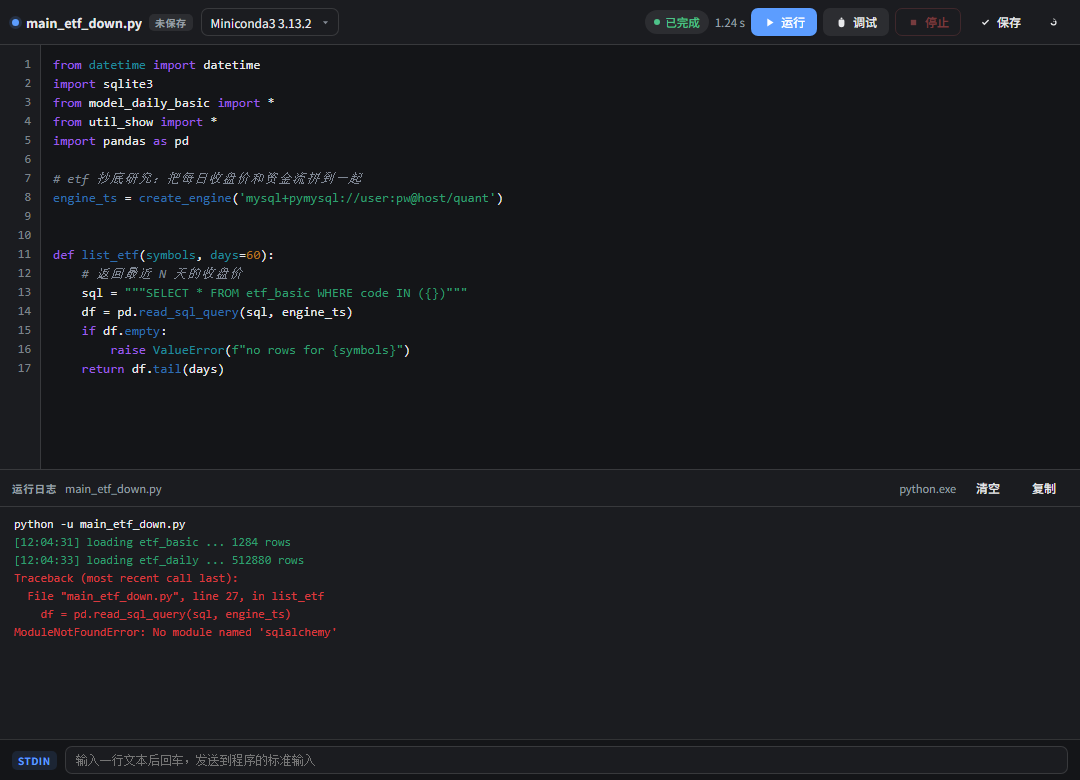 main_etf_down.py 未保存 Miniconda3 3.13.2 已完成 1.24 s 运行 调试 停止 保存
1 from datetime import datetime
2 import sqlite3
3 from model_daily_basic import *
4 from util_show import *
5 import pandas as pd
6
7 # etf 抄底研究: 把每日收盘价和资金流拼到一起
8 engine_ts = create_engine('mysql+pymysql://user:pw@host/quant')
9
10
11 def list_etf(symbols, days=60):
12     # 返回最近 N 天的收盘价
13     sql = """SELECT * FROM etf_basic WHERE code IN ({})"""
14     df = pd.read_sql_query(sql, engine_ts)
15     if df.empty:
16         raise ValueError(f"no rows for {symbols}")
17     return df.tail(days)
运行日志 main_etf_down.py python.exe 清空 复制
python -u main_etf_down.py
[12:04:31] loading etf_basic ... 1284 rows
[12:04:33] loading etf_daily ... 512880 rows
Traceback (most recent call last):
  File "main_etf_down.py", line 27, in list_etf
    df = pd.read_sql_query(sql, engine_ts)
ModuleNotFoundError: No module named 'sqlalchemy'
STDIN 输入一行文本后回车，发送到程序的标准输入